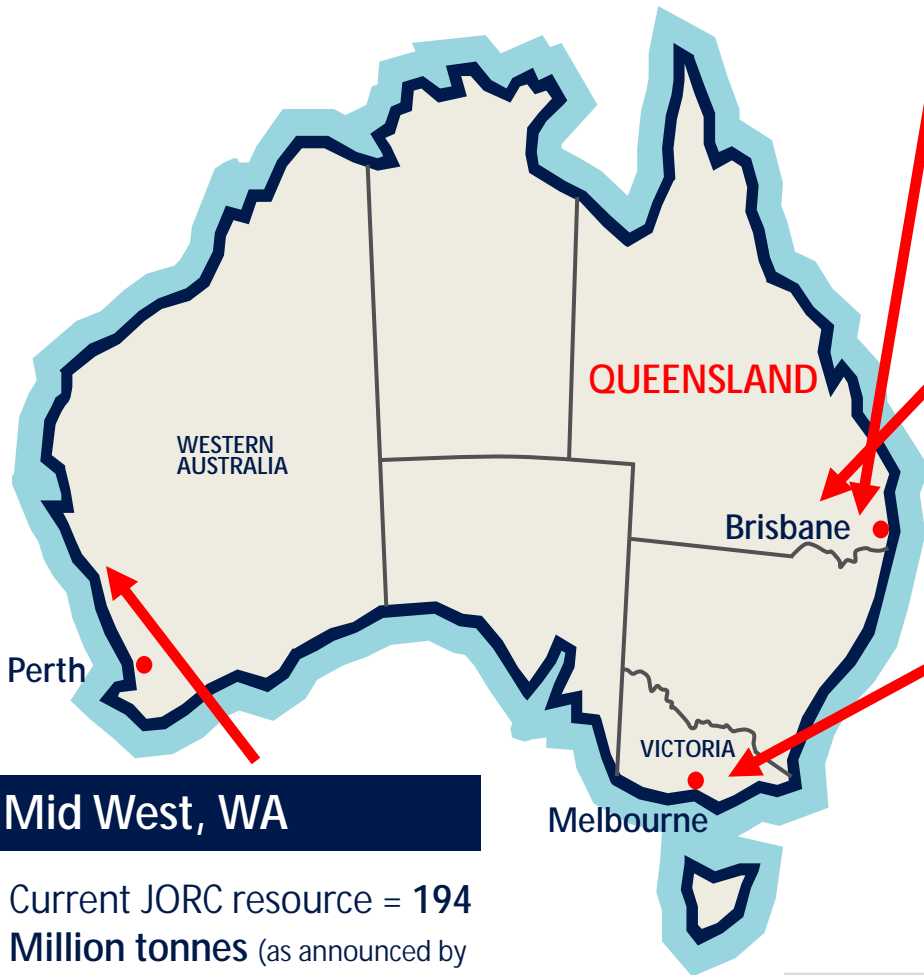 QUEENSLAND
WESTERN
AUSTRALIA
Brisbane
Perth
VICTORIA
Melbourne
Mid West, WA
Current JORC resource = 194
Million tonnes (as announced by